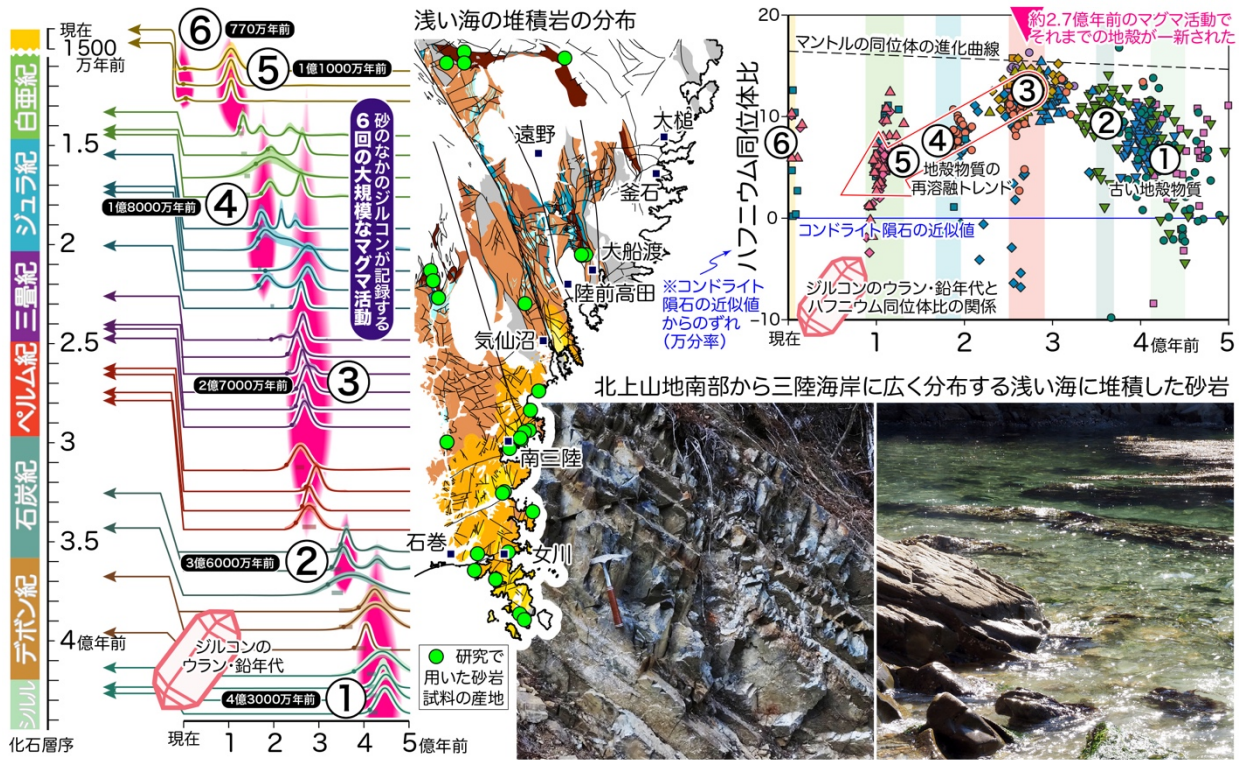 現在
1500
万年前
白亜紀
1.5
ジュラ紀
2
三畳紀
2.5
ペルム紀
3
石炭紀
3.5
デボン紀
4億年前
シルル
化石層序
⑥
770万年前
⑤
1億1000万年前
1億8000万年前
④
砂のなかのジルコンが記録する
6回の大規模なマグマ活動
2億7000万年前
③
3億6000万年前
②
ジルコンの
ウラン・鉛年代
4億3000万年前
①
現在
1
2
3
4
5
億年前
浅い海の堆積岩の分布
遠野
大槌
釜石
大船渡
陸前高田
気仙沼
南三陸
石巻
女川
研究で
用いた砂岩
試料の産地
※コンドライト
隕石の近似値
からのずれ
(万分率)
ハフニウム同位体比
20
10
0
−10
約2.7億年前のマグマ活動で
それまでの地殻が一新された
マントルの同位体の進化曲線
⑥
⑤
④
③
②
①
地殻物質の
再溶融トレンド
古い地殻物質
コンドライト隕石の近似値
ジルコンのウラン・鉛年代と
ハフニウム同位体比の関係
現在
1
2
3
4
億年前
5
北上山地南部から三陸海岸に広く分布する浅い海に堆積した砂岩